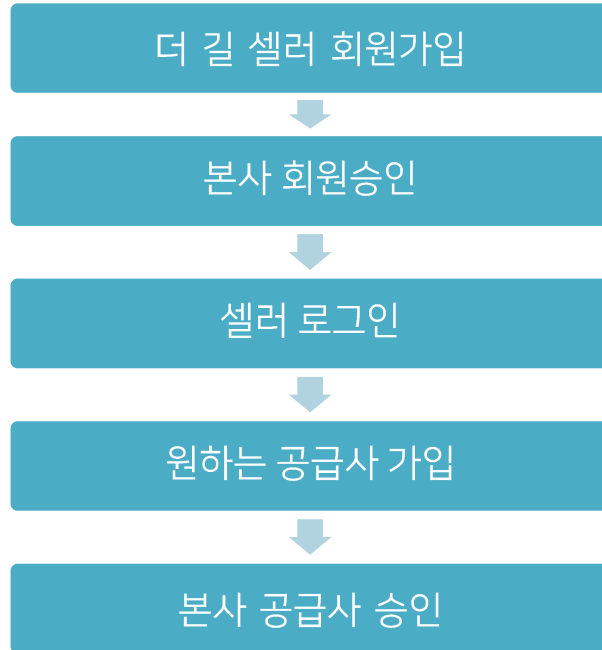 더 길 셀러 회원가입
본사 회원승인
셀러 로그인
원하는 공급사 가입
본사 공급사 승인